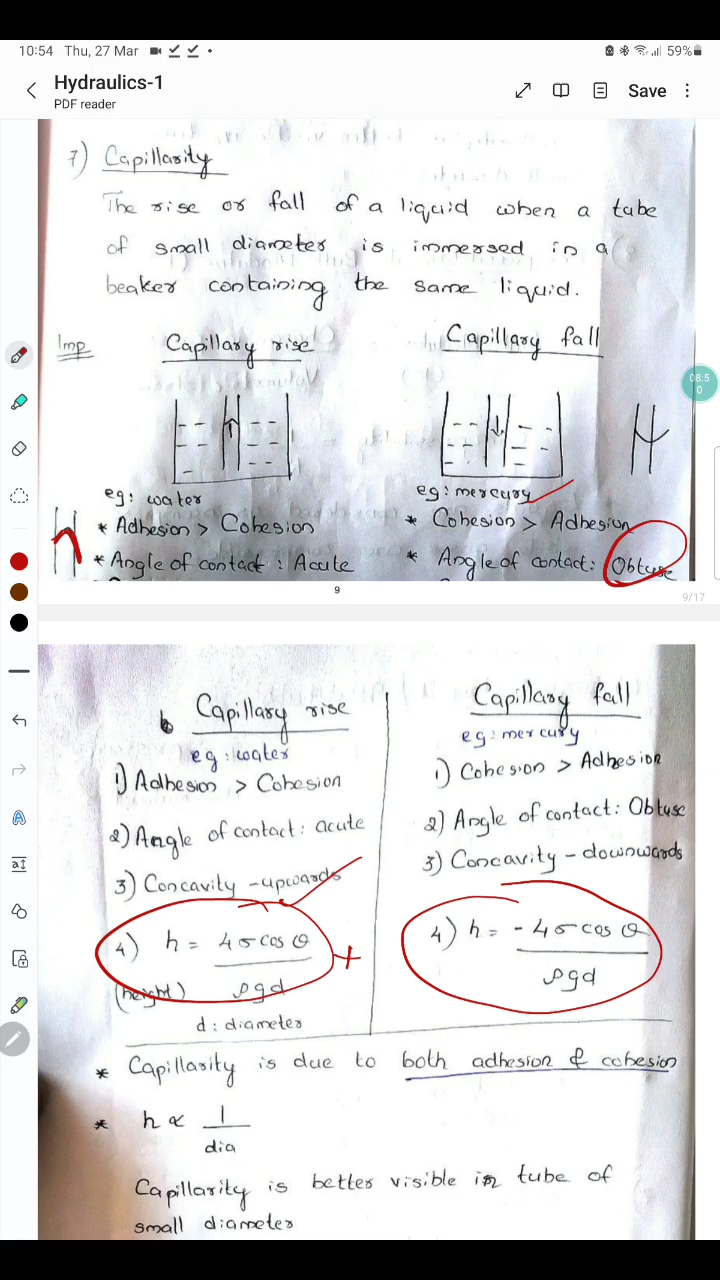 10:54 Thu, 27 Mar
59%
Hydraulics-1
PDF reader
Save
7) Capillarity
The rise or fall of a liquid when a tube
of small diameter is immersed in a
beaker containing the same liquid.
Imp
Capillary rise
Capillary fall
08:50
eg: water
eg: mercury
* Adhesion > Cohesion
* Cohesion > Adhesion
* Angle of contact : Acute
* Angle of contact: Obtuse
9
9/17
Capillary rise
Capillary fall
eg: water
eg: mercury
1) Adhesion > Cohesion
1) Cohesion > Adhesion
2) Angle of contact: acute
2) Angle of contact: Obtuse
3) Concavity - upwards
3) Concavity - downwards
4) h = 4σ cos θ
4) h = - 4σ cos θ
(height) ρgd
ρgd
d: diameter
* Capillarity is due to both adhesion & cohesion
* h ∝ 1
dia
Capillarity is better visible in tube of
small diameter